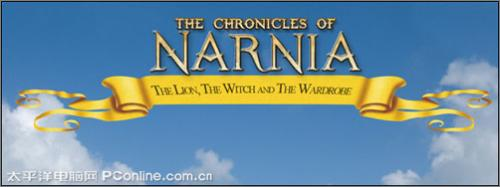 THE CHRONICLES OF
NARNIA
THE LION, THE WITCH AND THE WARDROBE
太平洋电脑网 PConline.com.cn